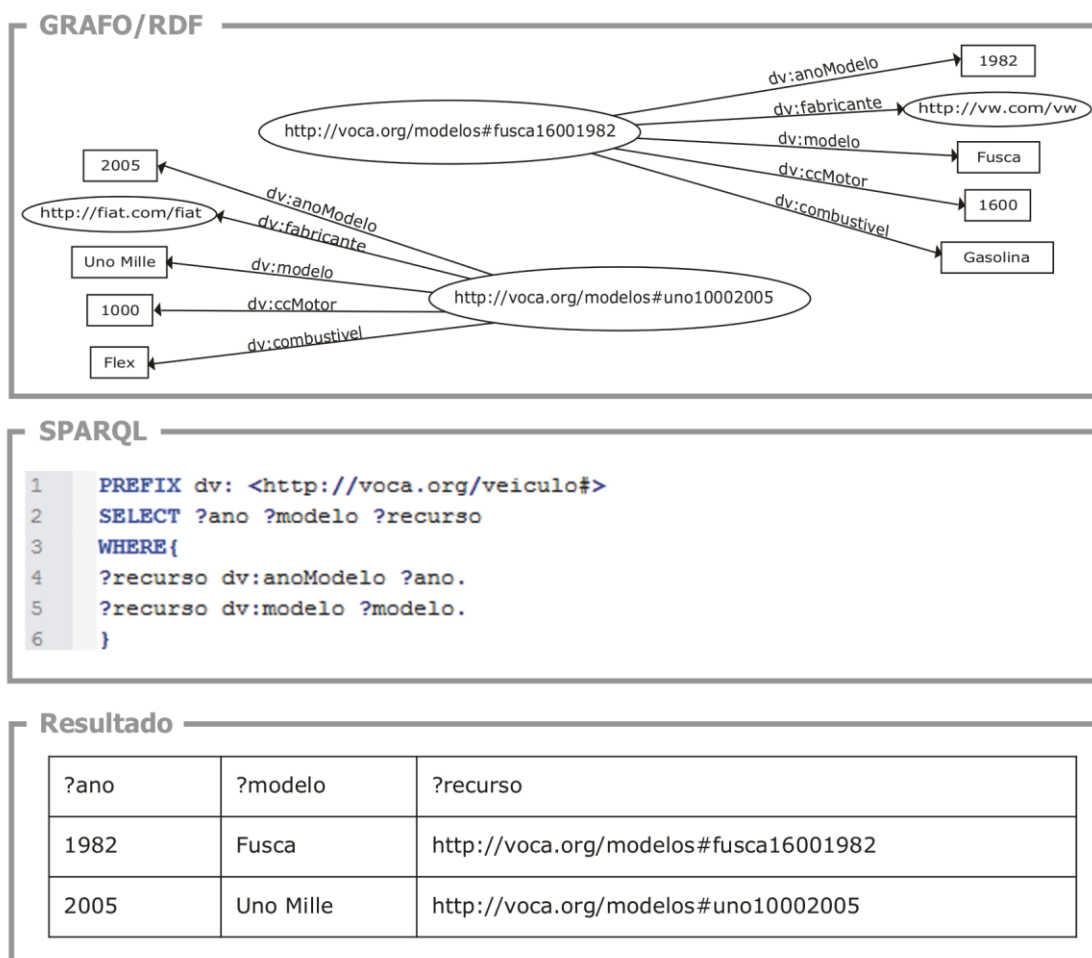 GRAFO/RDF
dv:anoModelo
1982
dv:fabricante
http://vw.com/vw
http://voca.org/modelos#fusca16001982
dv:modelo
Fusca
dv:ccMotor
1600
dv:combustivel
Gasolina
2005
dv:anoModelo
http://fiat.com/fiat
dv:fabricante
Uno Mille
dv:modelo
http://voca.org/modelos#uno10002005
1000
dv:ccMotor
Flex
dv:combustivel
SPARQL
1 PREFIX dv: <http://voca.org/veiculo#>
2 SELECT ?ano ?modelo ?recurso
3 WHERE{
4 ?recurso dv:anoModelo ?ano.
5 ?recurso dv:modelo ?modelo.
6 }
Resultado
?ano ?modelo ?recurso
1982 Fusca http://voca.org/modelos#fusca16001982
2005 Uno Mille http://voca.org/modelos#uno10002005